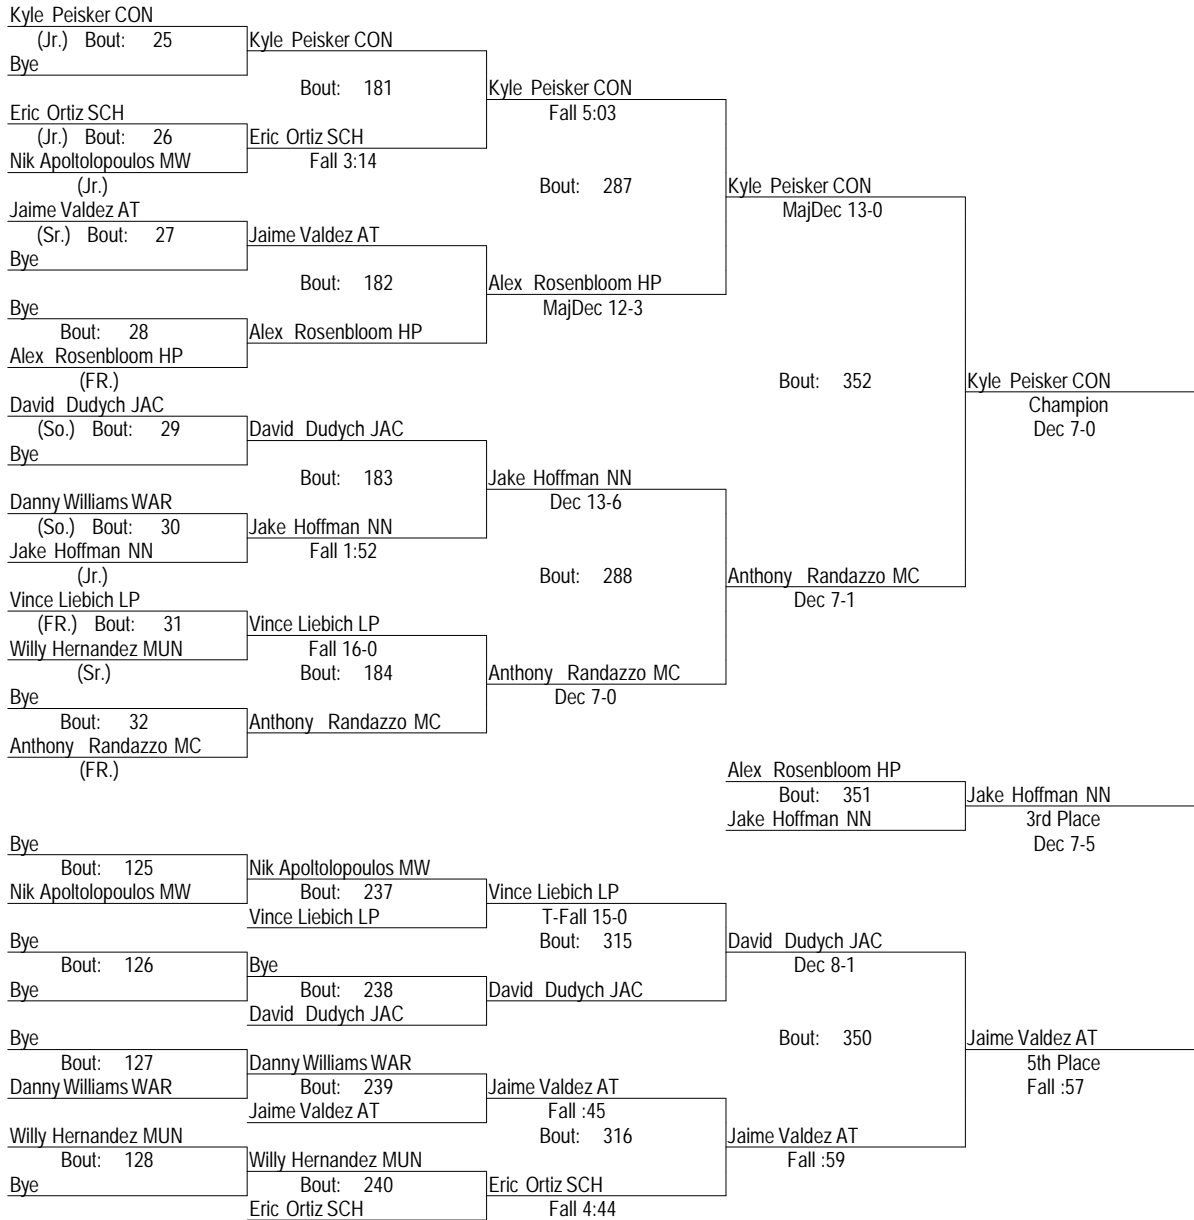 Kyle Peisker CON
(Jr.) Bout: 25 Kyle Peisker CON
Bye
Bout: 181 Kyle Peisker CON
Eric Ortiz SCH Fall 5:03
(Jr.) Bout: 26 Eric Ortiz SCH
Nik Apoltolopoulos MW Fall 3:14
(Jr.) Bout: 287 Kyle Peisker CON
Jaime Valdez AT MajDec 13-0
(Sr.) Bout: 27 Jaime Valdez AT
Bye
Bout: 182 Alex Rosenbloom HP
Bye MajDec 12-3
Bout: 28 Alex Rosenbloom HP
Alex Rosenbloom HP
(FR.) Bout: 352 Kyle Peisker CON
David Dudych JAC Champion
(So.) Bout: 29 David Dudych JAC Dec 7-0
Bye
Bout: 183 Jake Hoffman NN
Danny Williams WAR Dec 13-6
(So.) Bout: 30 Jake Hoffman NN
Jake Hoffman NN Fall 1:52
(Jr.) Bout: 288 Anthony Randazzo MC
Vince Liebich LP Dec 7-1
(FR.) Bout: 31 Vince Liebich LP
Willy Hernandez MUN Fall 16-0
(Sr.) Bout: 184 Anthony Randazzo MC
Bye Dec 7-0
Bout: 32 Anthony Randazzo MC
Anthony Randazzo MC
(FR.) Alex Rosenbloom HP
Bout: 351 Jake Hoffman NN
Jake Hoffman NN 3rd Place
Bye Dec 7-5
Bout: 125 Nik Apoltolopoulos MW
Nik Apoltolopoulos MW Bout: 237 Vince Liebich LP
Vince Liebich LP T-Fall 15-0
Bye Bout: 315 David Dudych JAC
Bout: 126 Bye Dec 8-1
Bye Bout: 238 David Dudych JAC
David Dudych JAC
Bye Bout: 350 Jaime Valdez AT
Bout: 127 Danny Williams WAR 5th Place
Danny Williams WAR Bout: 239 Jaime Valdez AT Fall :57
Jaime Valdez AT Fall :45
Willy Hernandez MUN Bout: 316 Jaime Valdez AT
Bout: 128 Willy Hernandez MUN Fall :59
Bye Bout: 240 Eric Ortiz SCH
Eric Ortiz SCH Fall 4:44